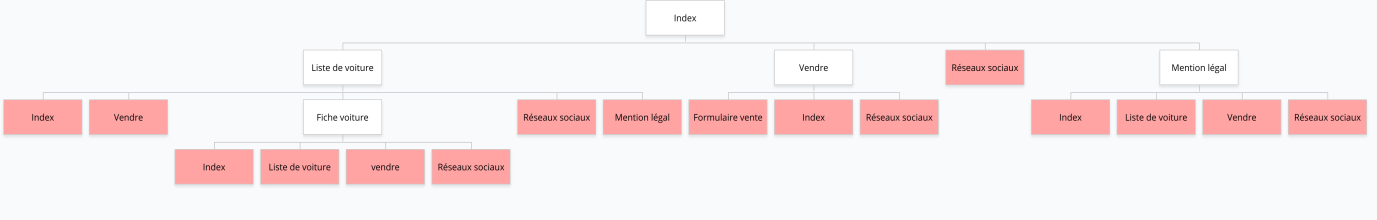 Index
Liste de voiture
Vendre
Réseaux sociaux
Mention légal
Index
Vendre
Fiche voiture
Réseaux sociaux
Mention légal
Formulaire vente
Index
Réseaux sociaux
Index
Liste de voiture
Vendre
Réseaux sociaux
Index
Liste de voiture
vendre
Réseaux sociaux